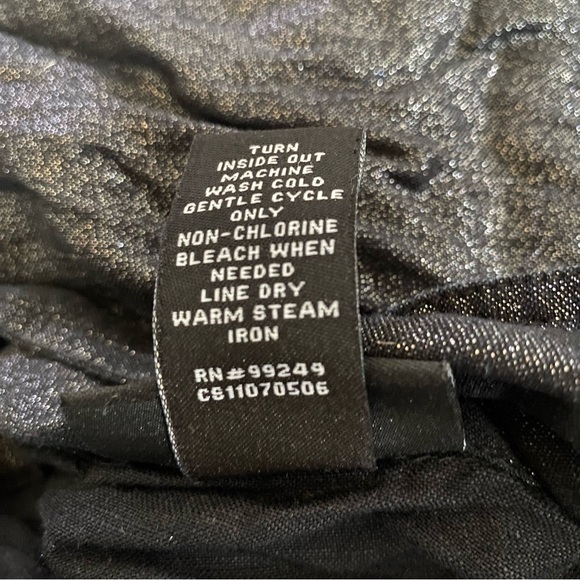 TURN
INSIDE OUT
MACHINE
WASH COLD
GENTLE CYCLE
ONLY
NON-CHLORINE
BLEACH WHEN
NEEDED
LINE DRY
WARM STEAM
IRON
RN#99249
CS11070506